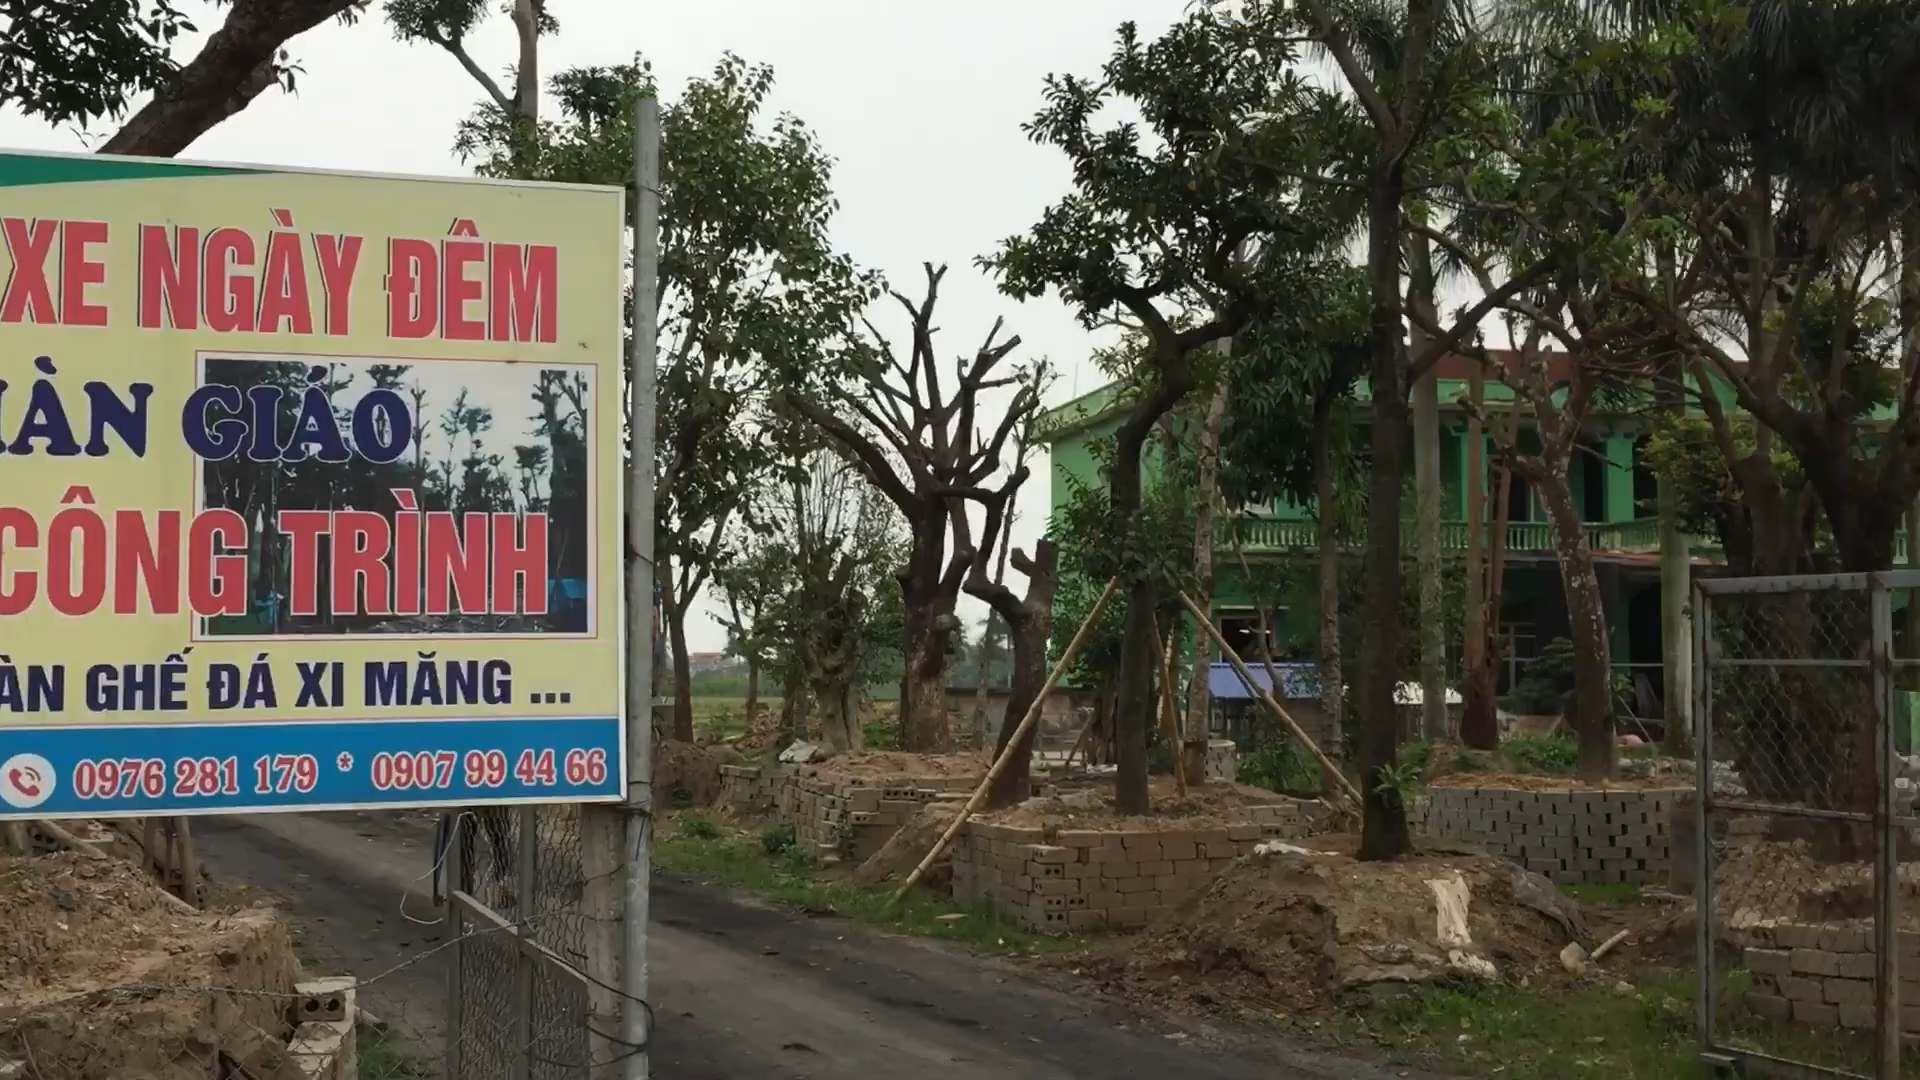 XE NGÀY ĐÊM
GIÁO
CÔNG TRÌNH
GHẾ ĐÁ XI MĂNG ...
0976 281 179 * 0907 99 44 66